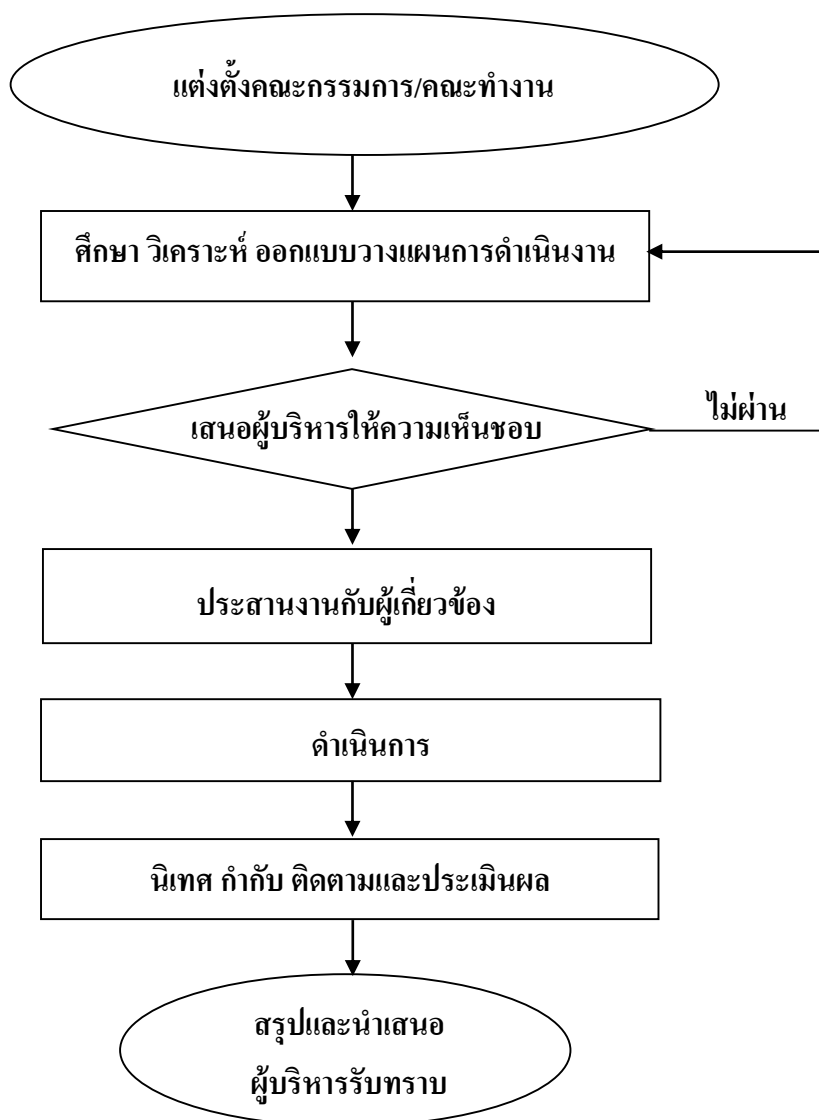 แต่งตั้งคณะกรรมการ/คณะทำงาน
ศึกษา วิเคราะห์ ออกแบบวางแผนการดำเนินงาน
เสนอผู้บริหารให้ความเห็นชอบ
ไม่ผ่าน
ประสานงานกับผู้เกี่ยวข้อง
ดำเนินการ
นิเทศ กำกับ ติดตามและประเมินผล
สรุปและนำเสนอ
ผู้บริหารรับทราบ